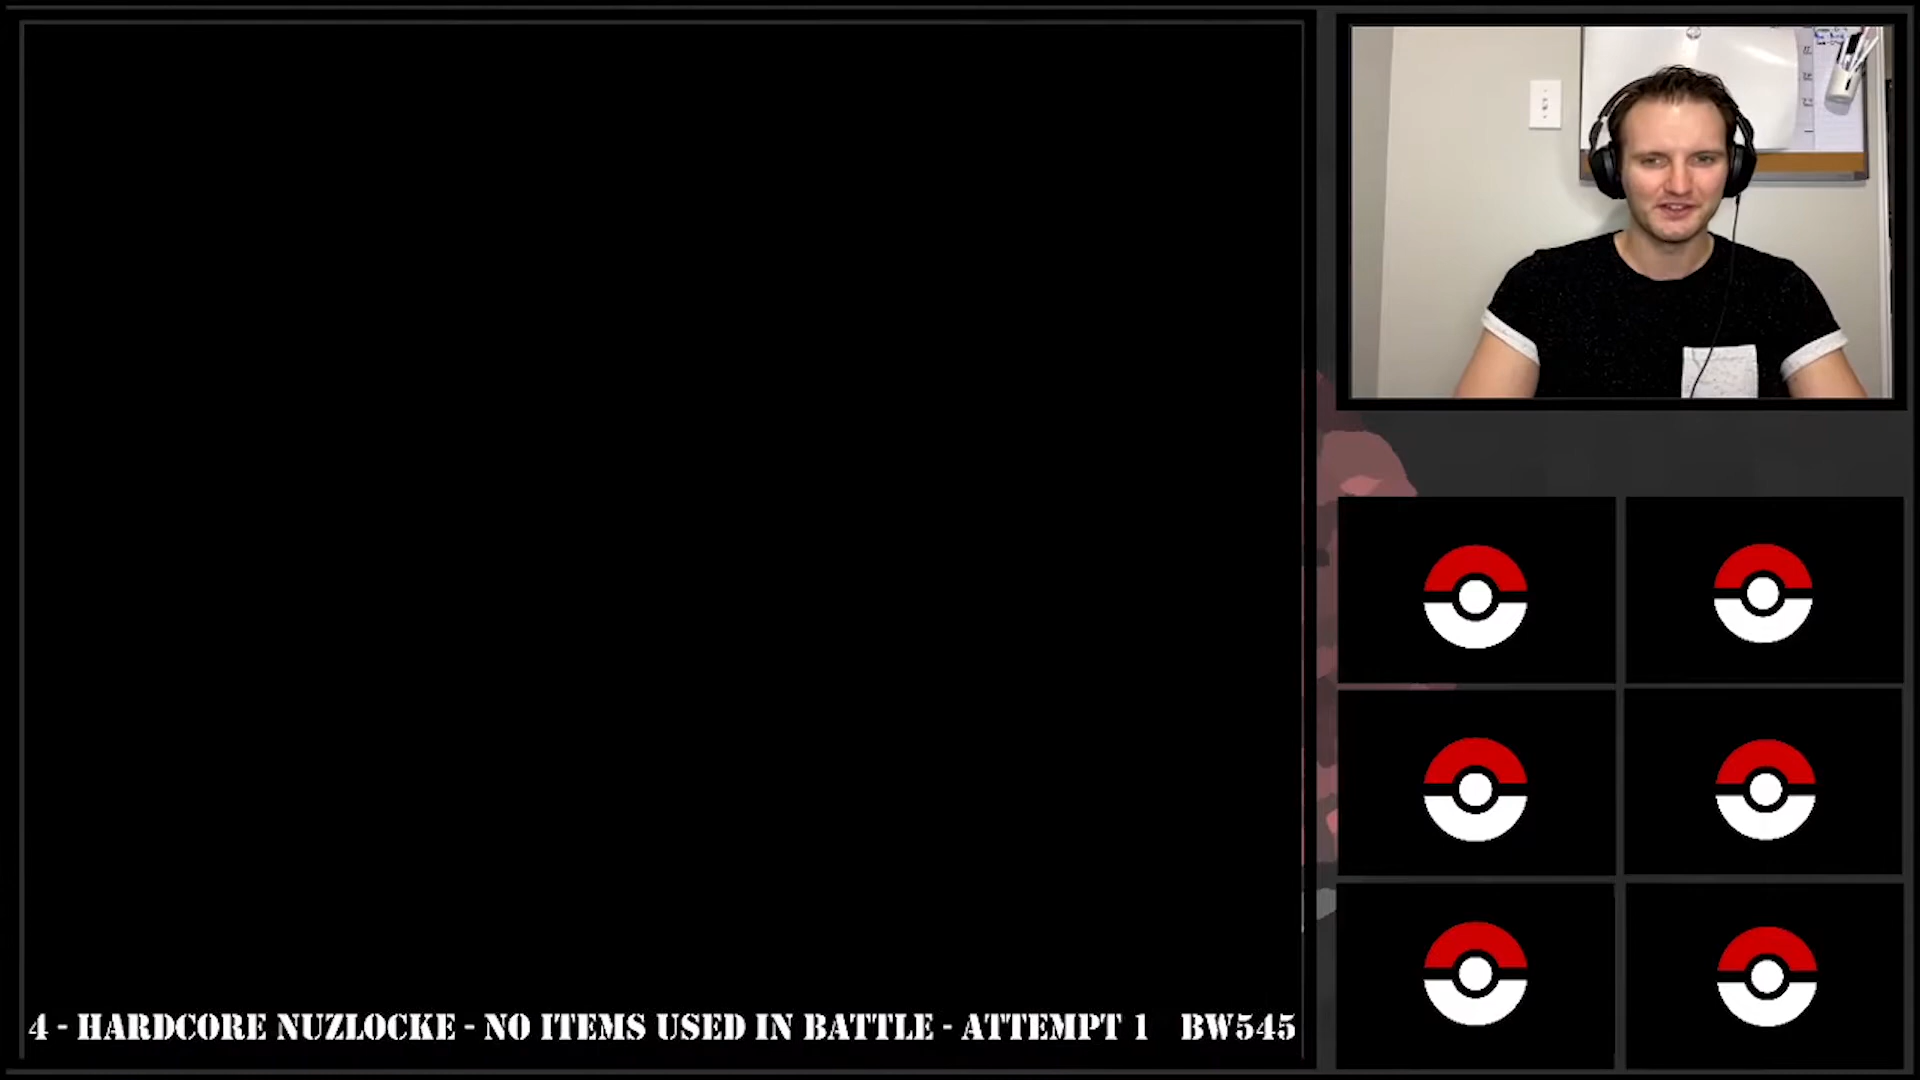 4 - HARDCORE NUZLOCKE - NO ITEMS USED IN BATTLE - ATTEMPT 1 BW545